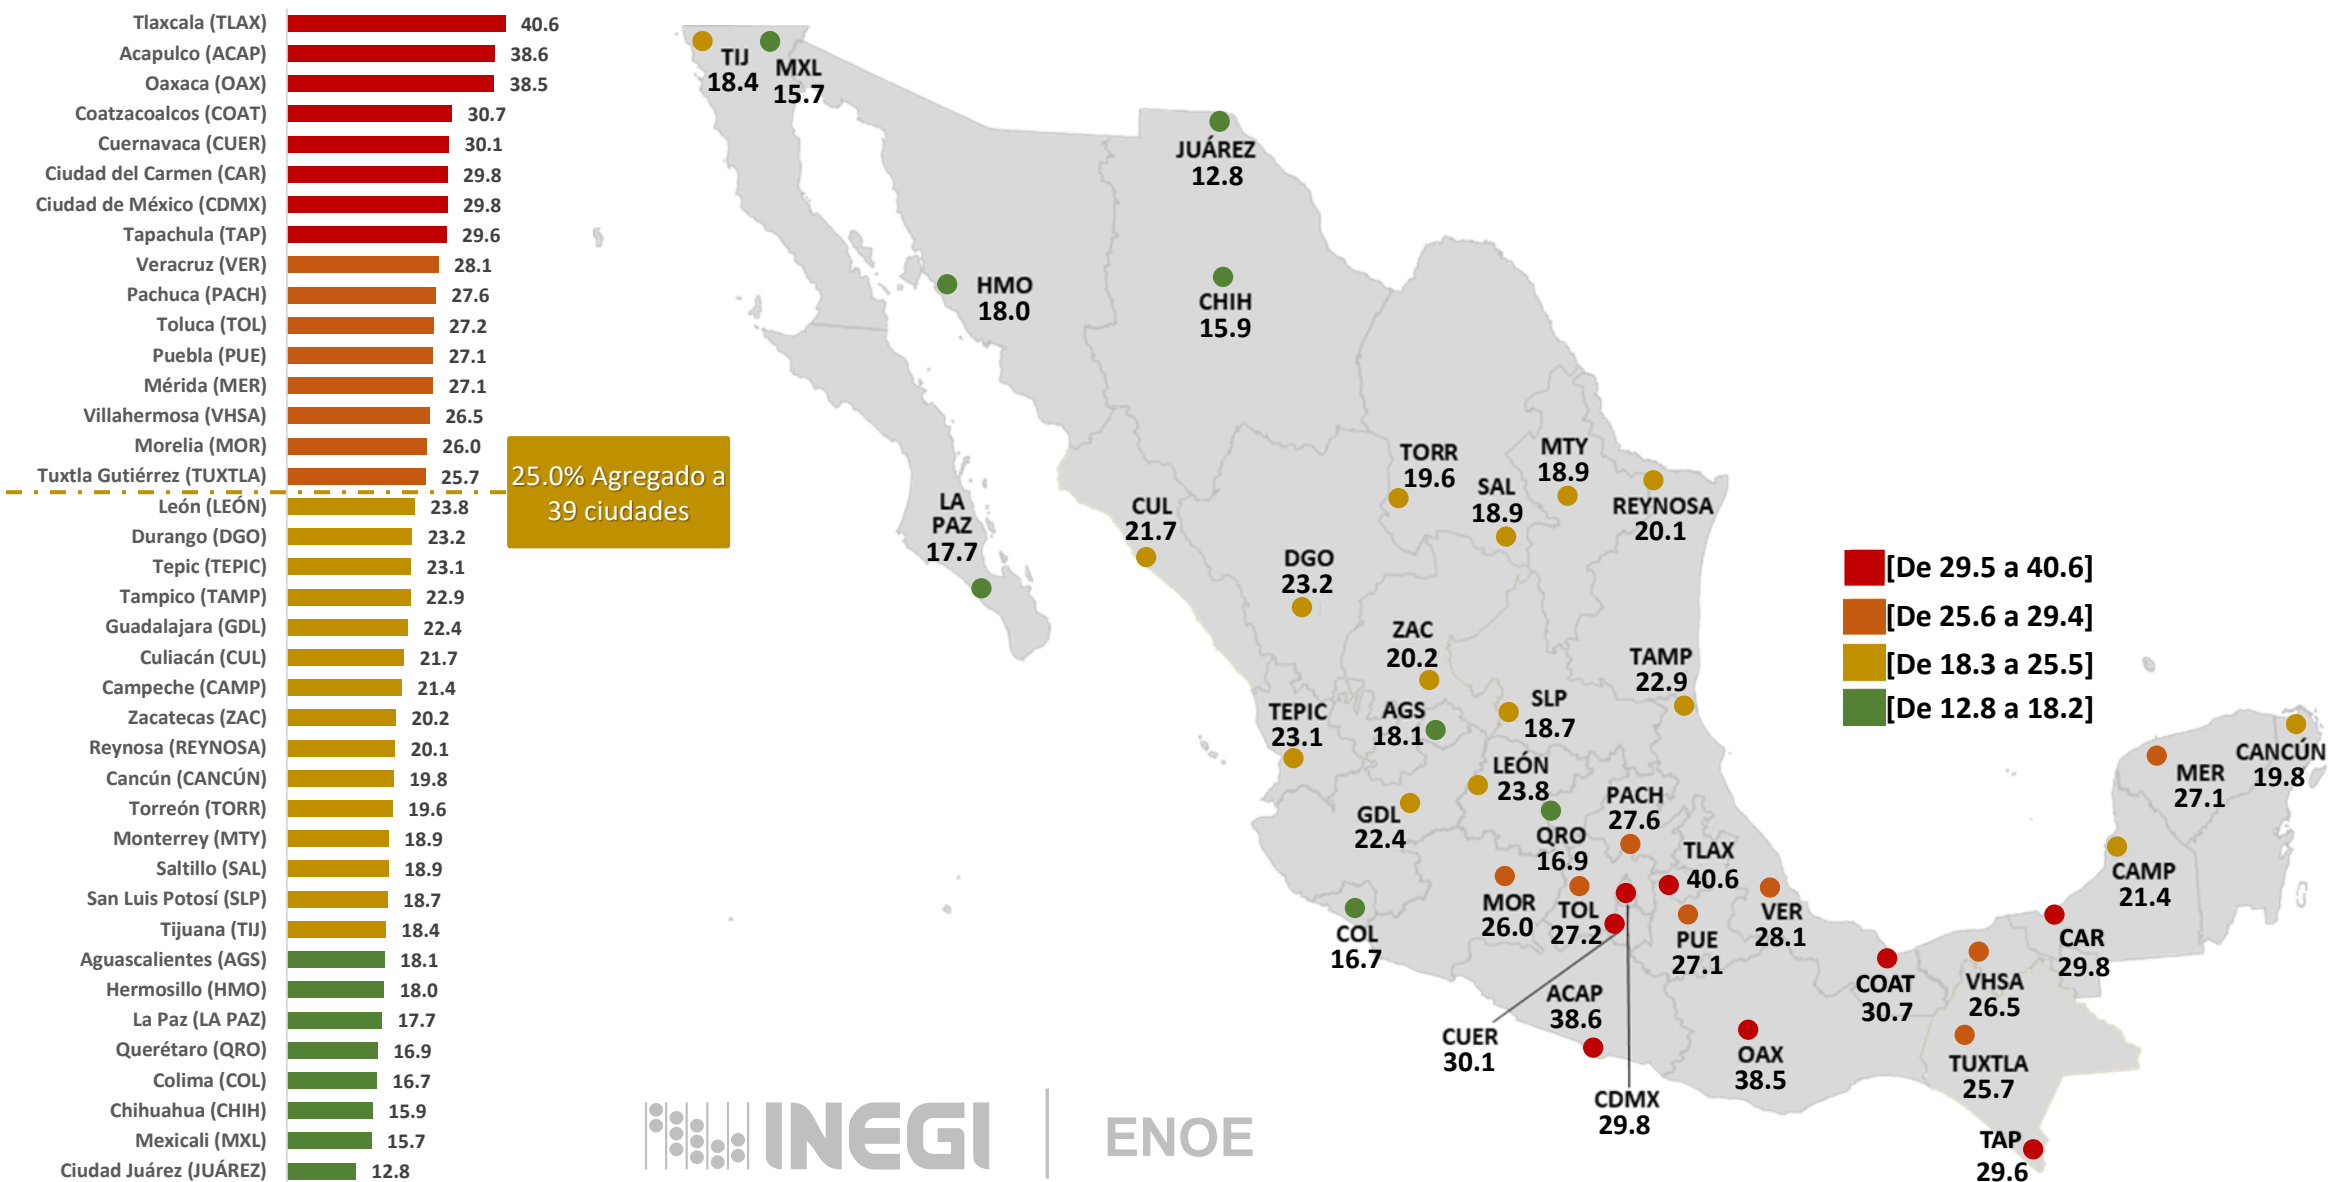 Tlaxcala (TLAX) 40.6
Acapulco (ACAP) 38.6
Oaxaca (OAX) 38.5
Coatzacoalcos (COAT) 30.7
Cuernavaca (CUER) 30.1
Ciudad del Carmen (CAR) 29.8
Ciudad de México (CDMX) 29.8
Tapachula (TAP) 29.6
Veracruz (VER) 28.1
Pachuca (PACH) 27.6
Toluca (TOL) 27.2
Puebla (PUE) 27.1
Mérida (MER) 27.1
Villahermosa (VHSA) 26.5
Morelia (MOR) 26.0
Tuxtla Gutiérrez (TUXTLA) 25.7
León (LEÓN) 23.8
Durango (DGO) 23.2
Tepic (TEPIC) 23.1
Tampico (TAMP) 22.9
Guadalajara (GDL) 22.4
Culiacán (CUL) 21.7
Campeche (CAMP) 21.4
Zacatecas (ZAC) 20.2
Reynosa (REYNOSA) 20.1
Cancún (CANCÚN) 19.8
Torreón (TORR) 19.6
Monterrey (MTY) 18.9
Saltillo (SAL) 18.9
San Luis Potosí (SLP) 18.7
Tijuana (TIJ) 18.4
Aguascalientes (AGS) 18.1
Hermosillo (HMO) 18.0
La Paz (LA PAZ) 17.7
Querétaro (QRO) 16.9
Colima (COL) 16.7
Chihuahua (CHIH) 15.9
Mexicali (MXL) 15.7
Ciudad Juárez (JUÁREZ) 12.8
25.0% Agregado a
39 ciudades
TIJ
18.4
MXL
15.7
JUÁREZ
12.8
HMO
18.0
CHIH
15.9
LA
PAZ
17.7
CUL
21.7
TORR
19.6
SAL
18.9
MTY
18.9
REYNOSA
20.1
DGO
23.2
ZAC
20.2
TAMP
22.9
TEPIC
23.1
AGS
18.1
SLP
18.7
LEÓN
23.8
GDL
22.4
QRO
16.9
PACH
27.6
TLAX
40.6
MOR
26.0
TOL
27.2
COL
16.7
PUE
27.1
VER
28.1
CUER
30.1
ACAP
38.6
CDMX
29.8
OAX
38.5
COAT
30.7
VHSA
26.5
TUXTLA
25.7
TAP
29.6
CAR
29.8
CAMP
21.4
MER
27.1
CANCÚN
19.8
[De 29.5 a 40.6]
[De 25.6 a 29.4]
[De 18.3 a 25.5]
[De 12.8 a 18.2]
INEGI
ENOE